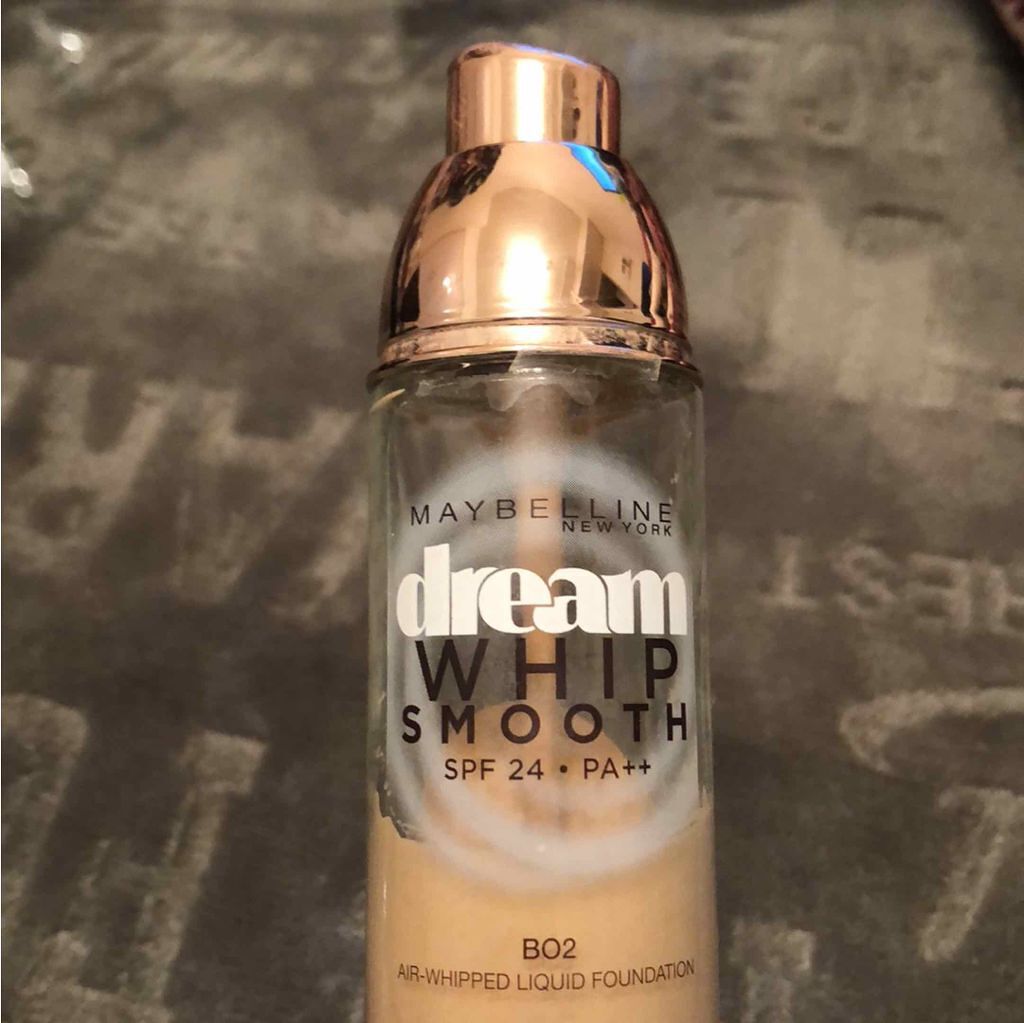 MAYBELLINE
NEW YORK
dream
WHIP
SMOOTH
SPF 24 • PA++
BO2
AIR-WHIPPED LIQUID FOUNDATION